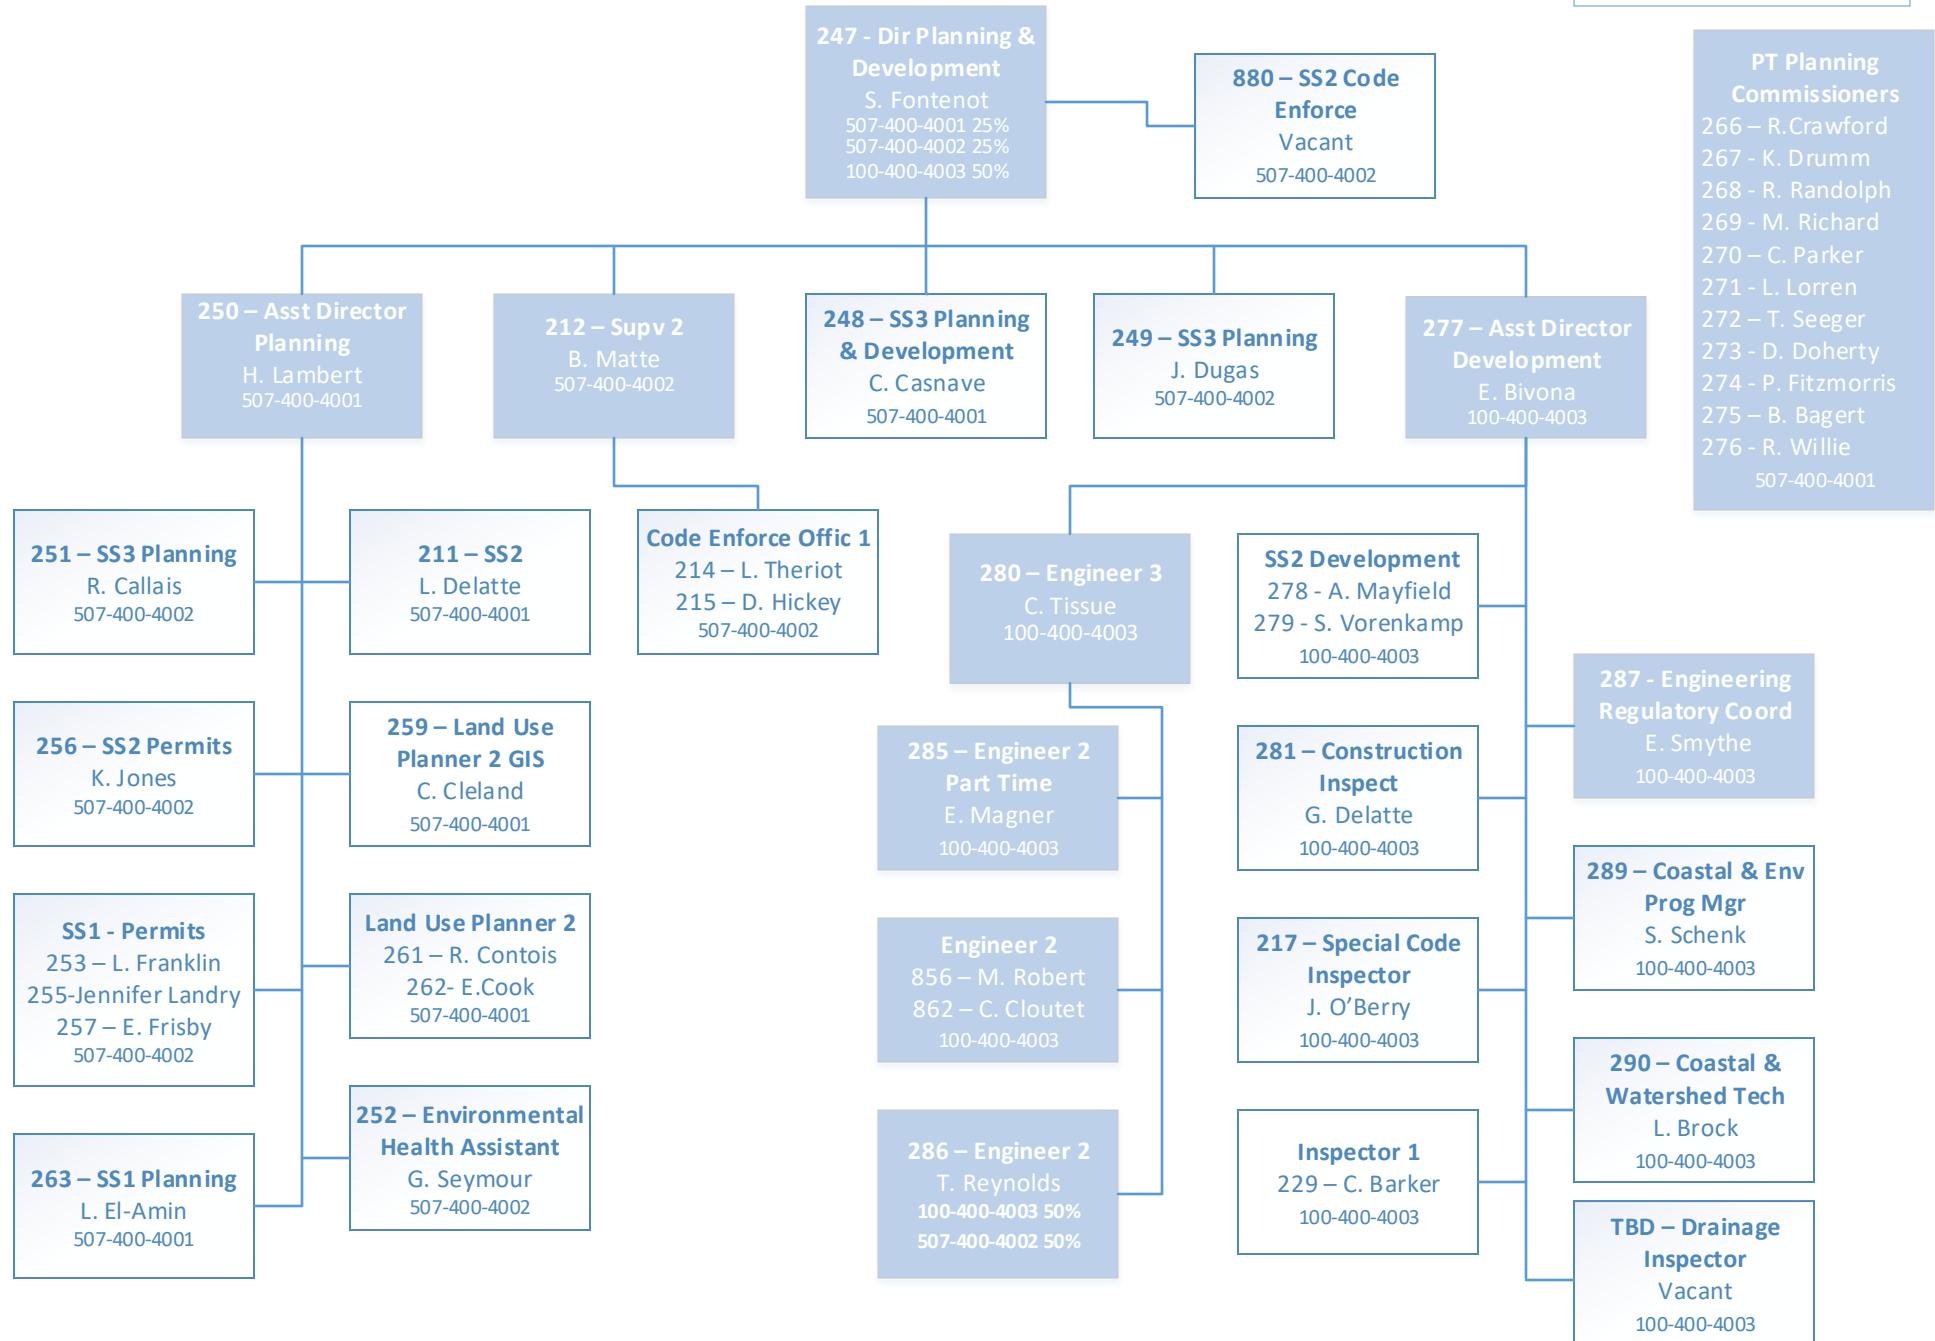 247 - Dir Planning &
Development
S. Fontenot
507-400-4001 25%
507-400-4002 25%
100-400-4003 50%
880 – SS2 Code
Enforce
Vacant
507-400-4002
PT Planning
Commissioners
266 – R.Crawford
267 - K. Drumm
268 - R. Randolph
269 - M. Richard
270 – C. Parker
271 - L. Lorren
272 – T. Seeger
273 - D. Doherty
274 - P. Fitzmorris
275 – B. Bagert
276 - R. Willie
507-400-4001
250 – Asst Director
Planning
H. Lambert
507-400-4001
212 – Supv 2
B. Matte
507-400-4002
248 – SS3 Planning
& Development
C. Casnave
507-400-4001
249 – SS3 Planning
J. Dugas
507-400-4002
277 – Asst Director
Development
E. Bivona
100-400-4003
251 – SS3 Planning
R. Callais
507-400-4002
211 – SS2
L. Delatte
507-400-4001
Code Enforce Offic 1
214 – L. Theriot
215 – D. Hickey
507-400-4002
280 – Engineer 3
C. Tissue
100-400-4003
SS2 Development
278 - A. Mayfield
279 - S. Vorenkamp
100-400-4003
287 - Engineering
Regulatory Coord
E. Smythe
100-400-4003
256 – SS2 Permits
K. Jones
507-400-4002
259 – Land Use
Planner 2 GIS
C. Cleland
507-400-4001
285 – Engineer 2
Part Time
E. Magner
100-400-4003
281 – Construction
Inspect
G. Delatte
100-400-4003
289 – Coastal & Env
Prog Mgr
S. Schenk
100-400-4003
SS1 - Permits
253 – L. Franklin
255-Jennifer Landry
257 – E. Frisby
507-400-4002
Land Use Planner 2
261 – R. Contois
262- E.Cook
507-400-4001
Engineer 2
856 – M. Robert
862 – C. Cloutet
100-400-4003
217 – Special Code
Inspector
J. O’Berry
100-400-4003
290 – Coastal &
Watershed Tech
L. Brock
100-400-4003
263 – SS1 Planning
L. El-Amin
507-400-4001
252 – Environmental
Health Assistant
G. Seymour
507-400-4002
286 – Engineer 2
T. Reynolds
100-400-4003 50%
507-400-4002 50%
Inspector 1
229 – C. Barker
100-400-4003
TBD – Drainage
Inspector
Vacant
100-400-4003